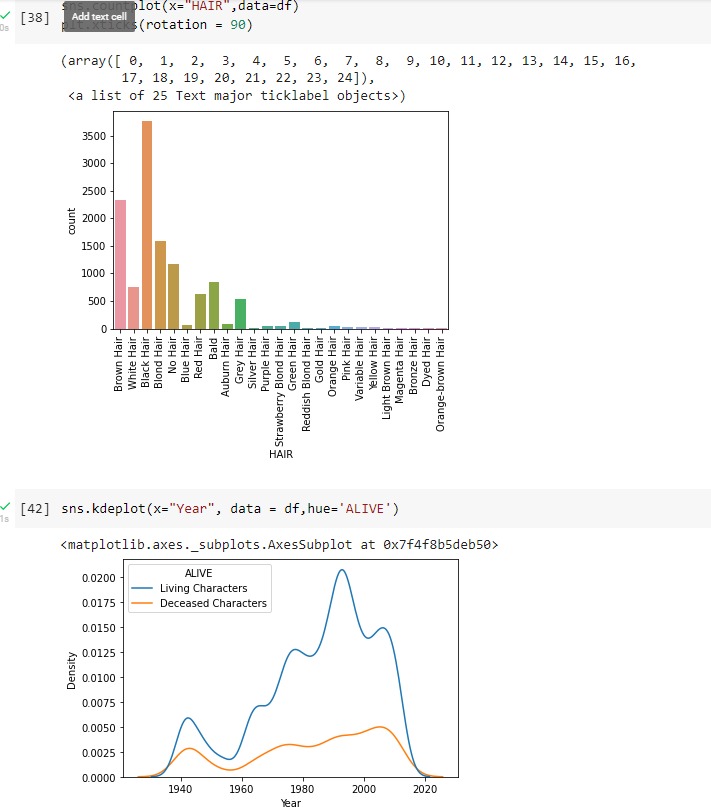 sns.countplot(x="HAIR",data=df)
[38]
Add text cell
plt.xticks(rotation = 90)
0s
(array([ 0, 1, 2, 3, 4, 5, 6, 7, 8, 9, 10, 11, 12, 13, 14, 15, 16,
17, 18, 19, 20, 21, 22, 23, 24]),
<a list of 25 Text major ticklabel objects>)
3500
3000
2500
2000
1500
1000
500
0
count
Brown Hair
White Hair
Black Hair
Blond Hair
No Hair
Blue Hair
Red Hair
Bald
Auburn Hair
Grey Hair
Silver Hair
Purple Hair
Strawberry Blond Hair
Green Hair
Reddish Blond Hair
Gold Hair
Orange Hair
Pink Hair
Variable Hair
Yellow Hair
Light Brown Hair
Magenta Hair
Bronze Hair
Dyed Hair
Orange-brown Hair
HAIR
[42] sns.kdeplot(x="Year", data = df,hue='ALIVE')
1s
<matplotlib.axes._subplots.AxesSubplot at 0x7f4f8b5deb50>
ALIVE
Living Characters
Deceased Characters
0.0200
0.0175
0.0150
0.0125
0.0100
0.0075
0.0050
0.0025
0.0000
Density
1940 1960 1980 2000 2020
Year